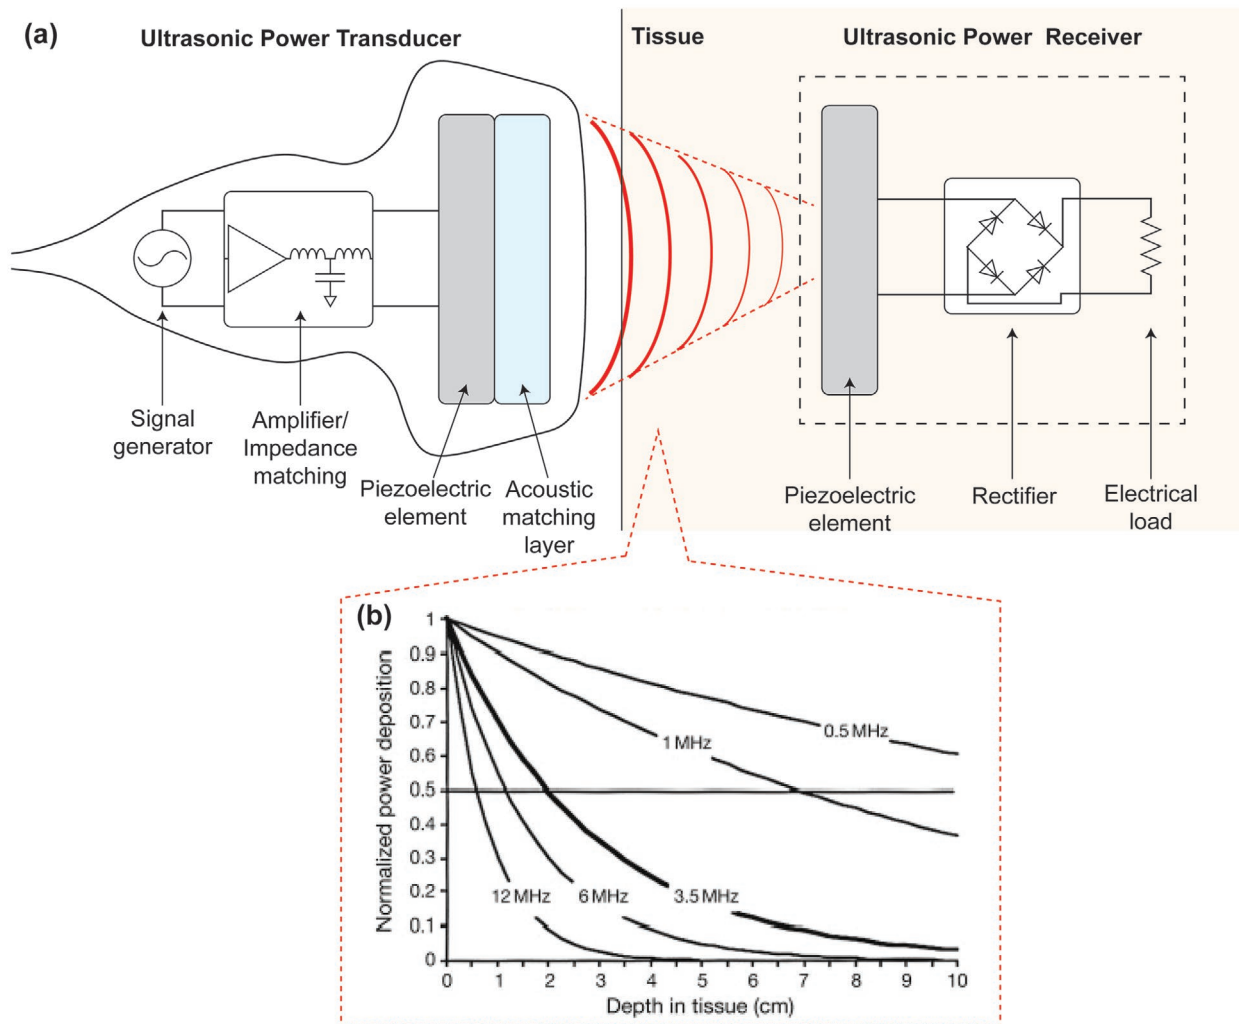 (a)
Ultrasonic Power Transducer
Tissue
Ultrasonic Power Receiver
Signal
generator
Amplifier/
Impedance
matching
Piezoelectric
element
Acoustic
matching
layer
Piezoelectric
element
Rectifier
Electrical
load
(b)
Normalized power deposition
1
0.9
0.8
0.7
0.6
0.5
0.4
0.3
0.2
0.1
0
0.5 MHz
1 MHz
12 MHz
6 MHz
3.5 MHz
0 1 2 3 4 5 6 7 8 9 10
Depth in tissue (cm)